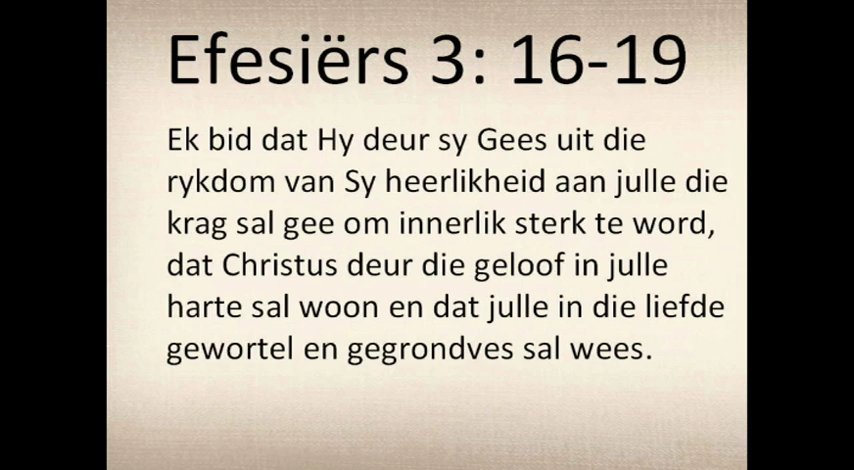 Efesiërs 3: 16-19
Ek bid dat Hy deur sy Gees uit die
rykdom van Sy heerlikheid aan julle die
krag sal gee om innerlik sterk te word,
dat Christus deur die geloof in julle
harte sal woon en dat julle in die liefde
gewortel en gegrondves sal wees.